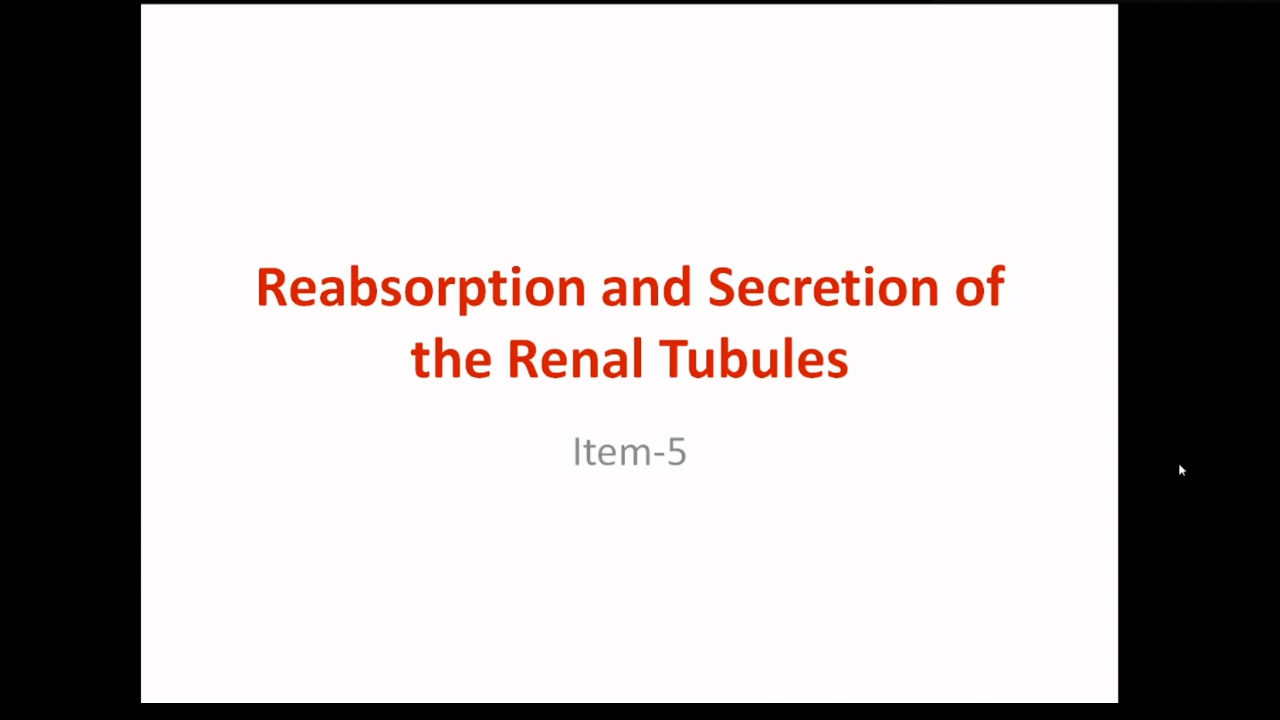 Reabsorption and Secretion of
the Renal Tubules
Item-5